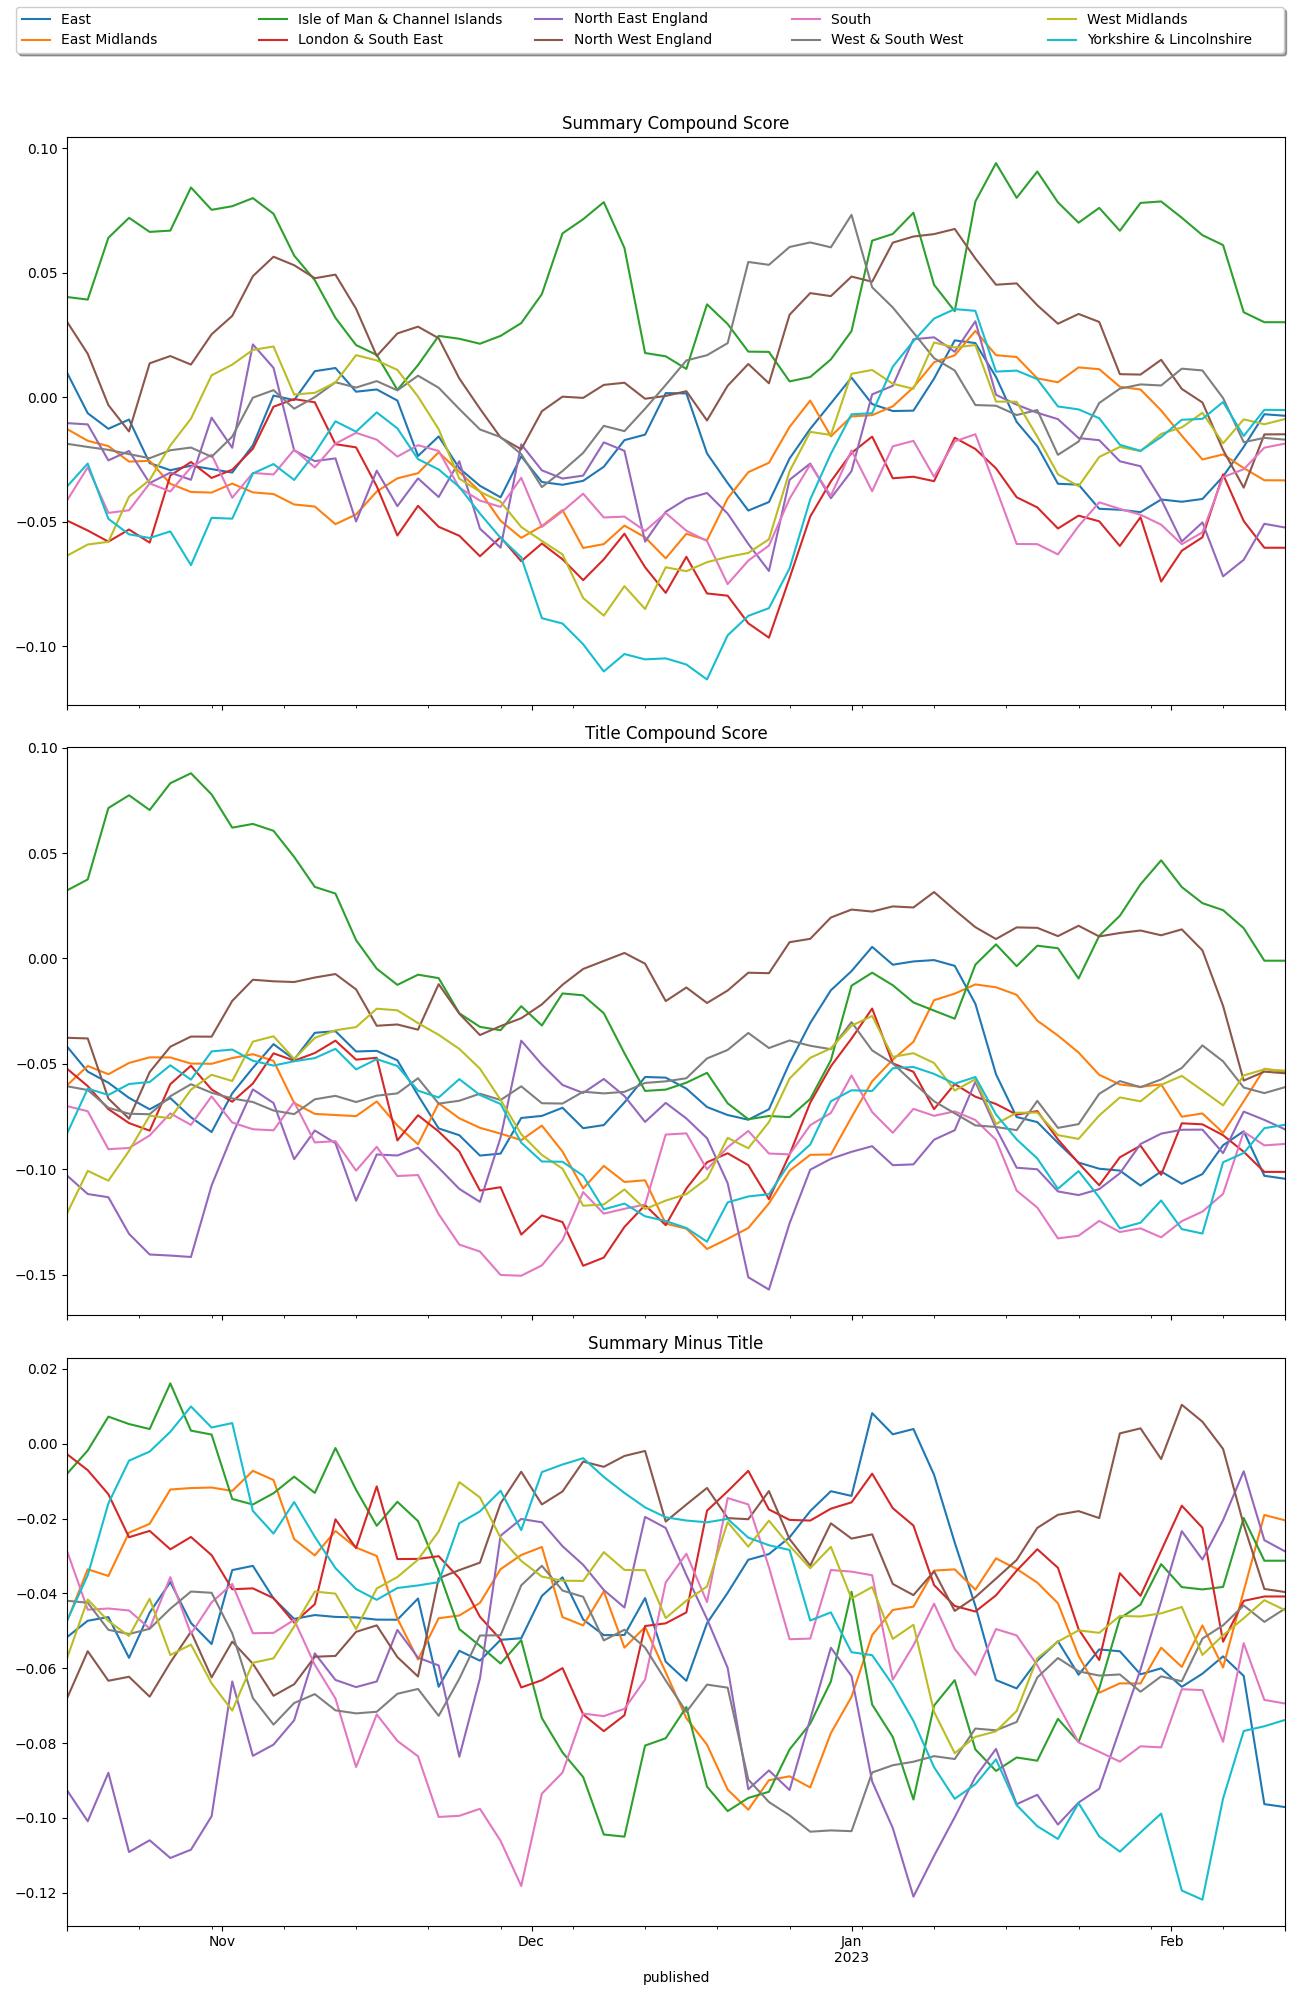 East Isle of Man & Channel Islands North East England South West Midlands
East Midlands London & South East North West England West & South West Yorkshire & Lincolnshire
Summary Compound Score
0.10
0.05
0.00
−0.05
−0.10
Title Compound Score
0.10
0.05
0.00
−0.05
−0.10
−0.15
Summary Minus Title
0.02
0.00
−0.02
−0.04
−0.06
−0.08
−0.10
−0.12
Nov Dec Jan Feb
2023
published